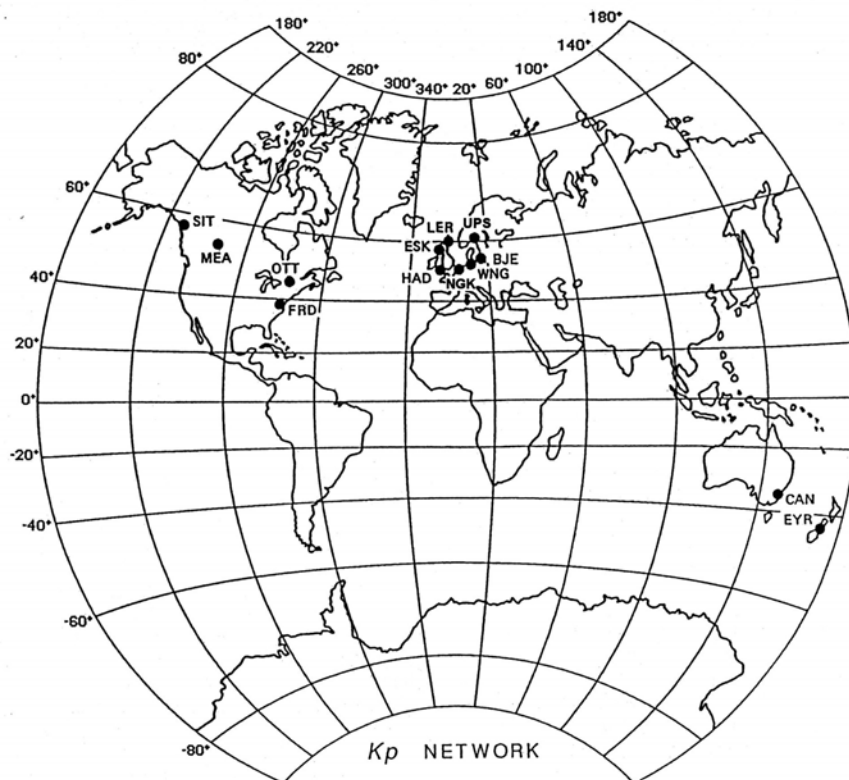 180° 180°
80° 220° 140°
260° 300° 340° 20° 60° 100°
60°
SIT
MEA
LER UPS
ESK
BJE
OTT
HAD NGK WNG
40°
FRD
20°
0°
-20°
CAN
-40°
EYR
-60°
-80°
Kp NETWORK